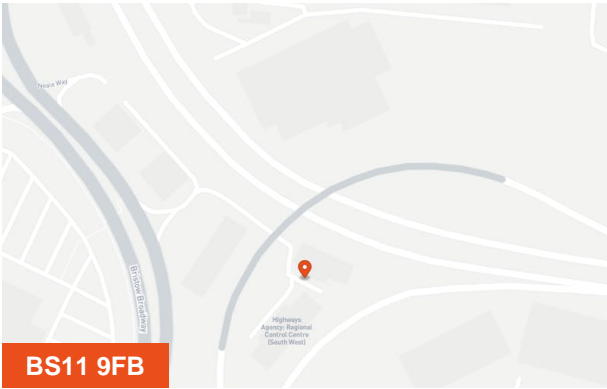 Neale Way
Bristow Broadway
Highways
Agency: Regional
Control Centre
(South West)
BS11 9FB